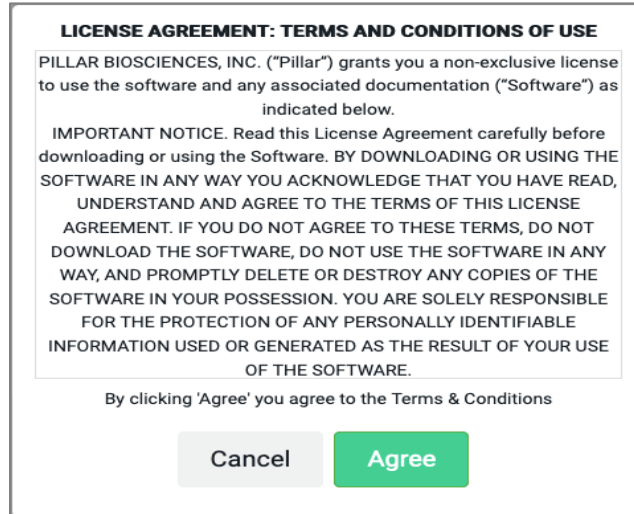 LICENSE AGREEMENT: TERMS AND CONDITIONS OF USE
PILLAR BIOSCIENCES, INC. (“Pillar”) grants you a non-exclusive license
to use the software and any associated documentation (“Software”) as
indicated below.
IMPORTANT NOTICE. Read this License Agreement carefully before
downloading or using the Software. BY DOWNLOADING OR USING THE
SOFTWARE IN ANY WAY YOU ACKNOWLEDGE THAT YOU HAVE READ,
UNDERSTAND AND AGREE TO THE TERMS OF THIS LICENSE
AGREEMENT. IF YOU DO NOT AGREE TO THESE TERMS, DO NOT
DOWNLOAD THE SOFTWARE, DO NOT USE THE SOFTWARE IN ANY
WAY, AND PROMPTLY DELETE OR DESTROY ANY COPIES OF THE
SOFTWARE IN YOUR POSSESSION. YOU ARE SOLELY RESPONSIBLE
FOR THE PROTECTION OF ANY PERSONALLY IDENTIFIABLE
INFORMATION USED OR GENERATED AS THE RESULT OF YOUR USE
OF THE SOFTWARE.
By clicking 'Agree' you agree to the Terms & Conditions
Cancel Agree